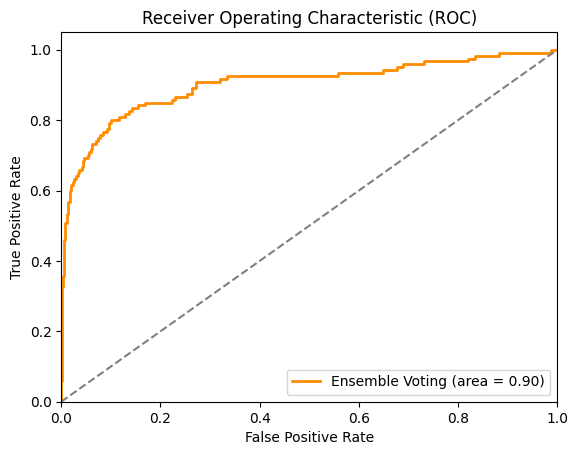 Receiver Operating Characteristic (ROC)
True Positive Rate
1.0
0.8
0.6
0.4
0.2
0.0
Ensemble Voting (area = 0.90)
0.0 0.2 0.4 0.6 0.8 1.0
False Positive Rate